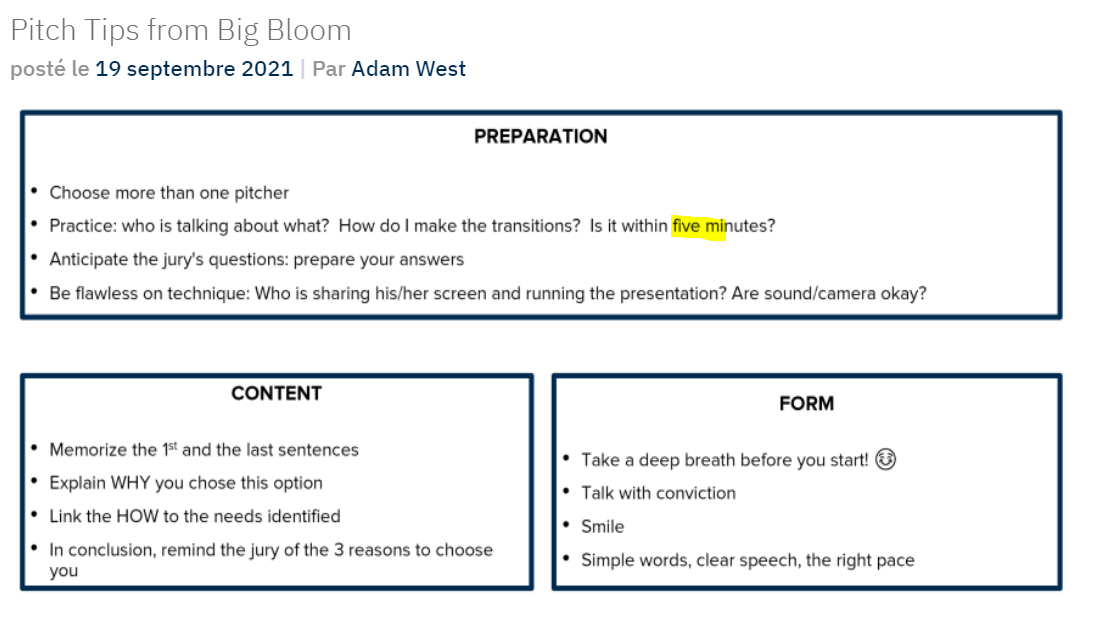 Pitch Tips from Big Bloom
posté le 19 septembre 2021 | Par Adam West
PREPARATION
• Choose more than one pitcher
• Practice: who is talking about what?  How do I make the transitions?  Is it within five minutes?
• Anticipate the jury's questions: prepare your answers
• Be flawless on technique: Who is sharing his/her screen and running the presentation? Are sound/camera okay?
CONTENT
• Memorize the 1st and the last sentences
• Explain WHY you chose this option
• Link the HOW to the needs identified
• In conclusion, remind the jury of the 3 reasons to choose
you
FORM
• Take a deep breath before you start!
• Talk with conviction
• Smile
• Simple words, clear speech, the right pace